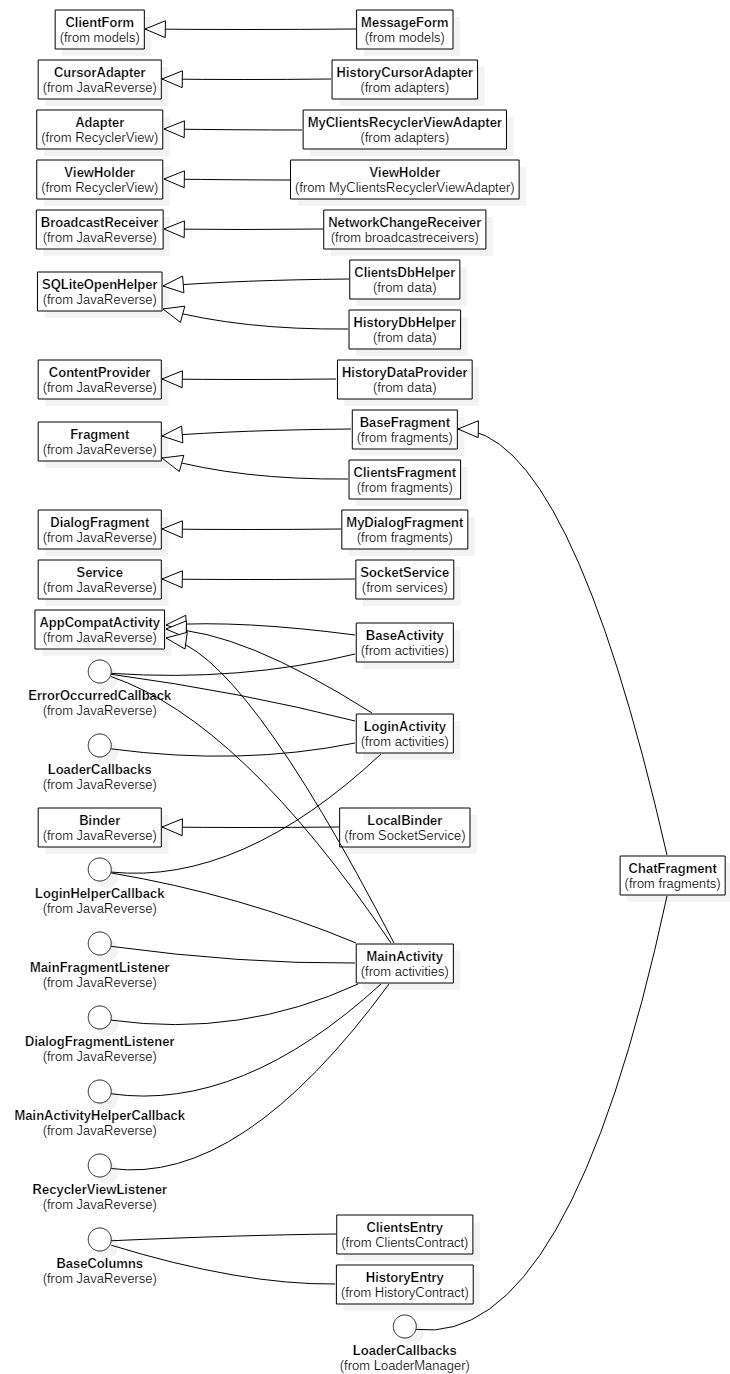 ClientForm
(from models)
MessageForm
(from models)
CursorAdapter
(from JavaReverse)
HistoryCursorAdapter
(from adapters)
Adapter
(from RecyclerView)
MyClientsRecyclerViewAdapter
(from adapters)
ViewHolder
(from RecyclerView)
ViewHolder
(from MyClientsRecyclerViewAdapter)
BroadcastReceiver
(from JavaReverse)
NetworkChangeReceiver
(from broadcastreceivers)
SQLiteOpenHelper
(from JavaReverse)
ClientsDbHelper
(from data)
HistoryDbHelper
(from data)
ContentProvider
(from JavaReverse)
HistoryDataProvider
(from data)
Fragment
(from JavaReverse)
BaseFragment
(from fragments)
ClientsFragment
(from fragments)
DialogFragment
(from JavaReverse)
MyDialogFragment
(from fragments)
Service
(from JavaReverse)
SocketService
(from services)
AppCompatActivity
(from JavaReverse)
BaseActivity
(from activities)
ErrorOccurredCallback
(from JavaReverse)
LoginActivity
(from activities)
LoaderCallbacks
(from JavaReverse)
Binder
(from JavaReverse)
LocalBinder
(from SocketService)
LoginHelperCallback
(from JavaReverse)
ChatFragment
(from fragments)
MainFragmentListener
(from JavaReverse)
MainActivity
(from activities)
DialogFragmentListener
(from JavaReverse)
MainActivityHelperCallback
(from JavaReverse)
RecyclerViewListener
(from JavaReverse)
BaseColumns
(from JavaReverse)
ClientsEntry
(from ClientsContract)
HistoryEntry
(from HistoryContract)
LoaderCallbacks
(from LoaderManager)